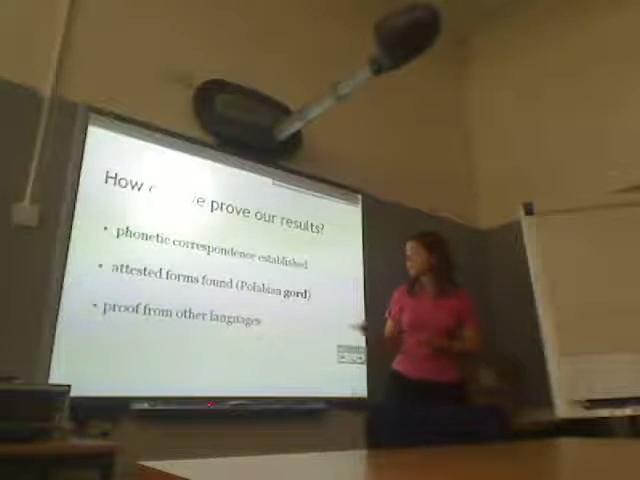 How prove our results?
• phonetic correspondence established
• attested forms found (Polabian gord)
• proof from other languages